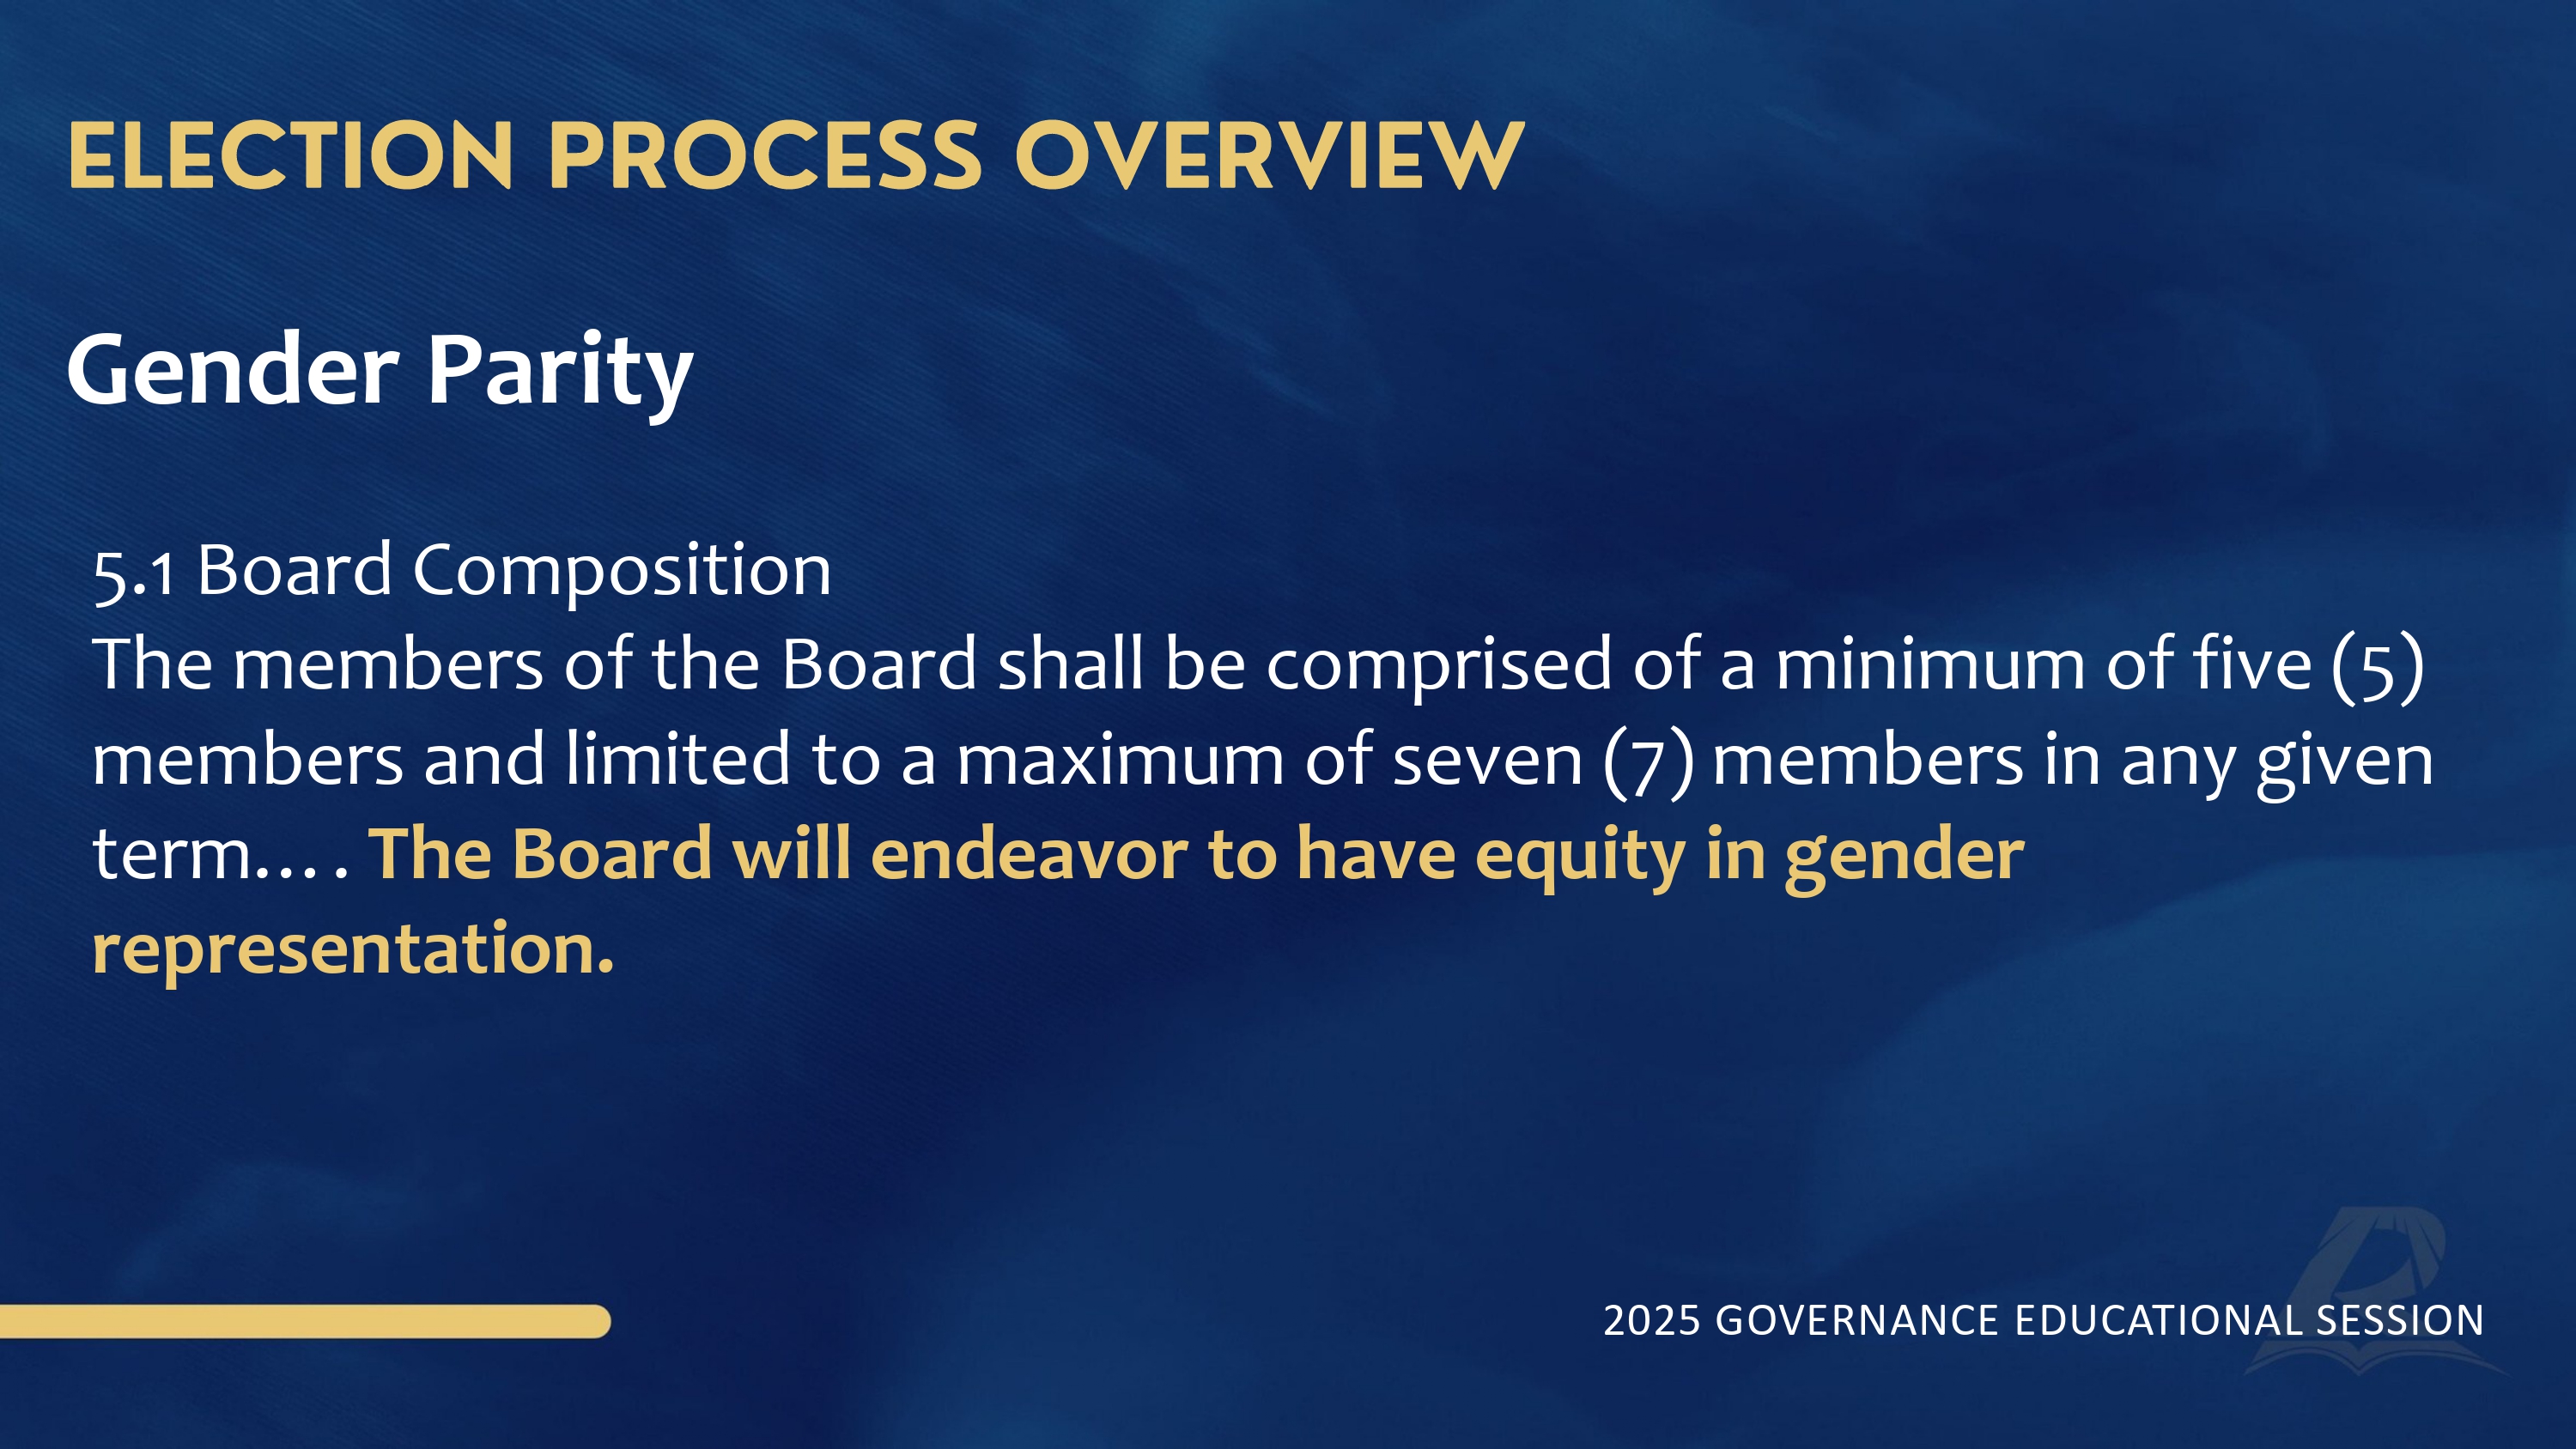 ELECTION PROCESS OVERVIEW
Gender Parity
5.1 Board Composition
The members of the Board shall be comprised of a minimum of five (5)
members and limited to a maximum of seven (7) members in any given
term…. The Board will endeavor to have equity in gender
representation.
2025 GOVERNANCE EDUCATIONAL SESSION